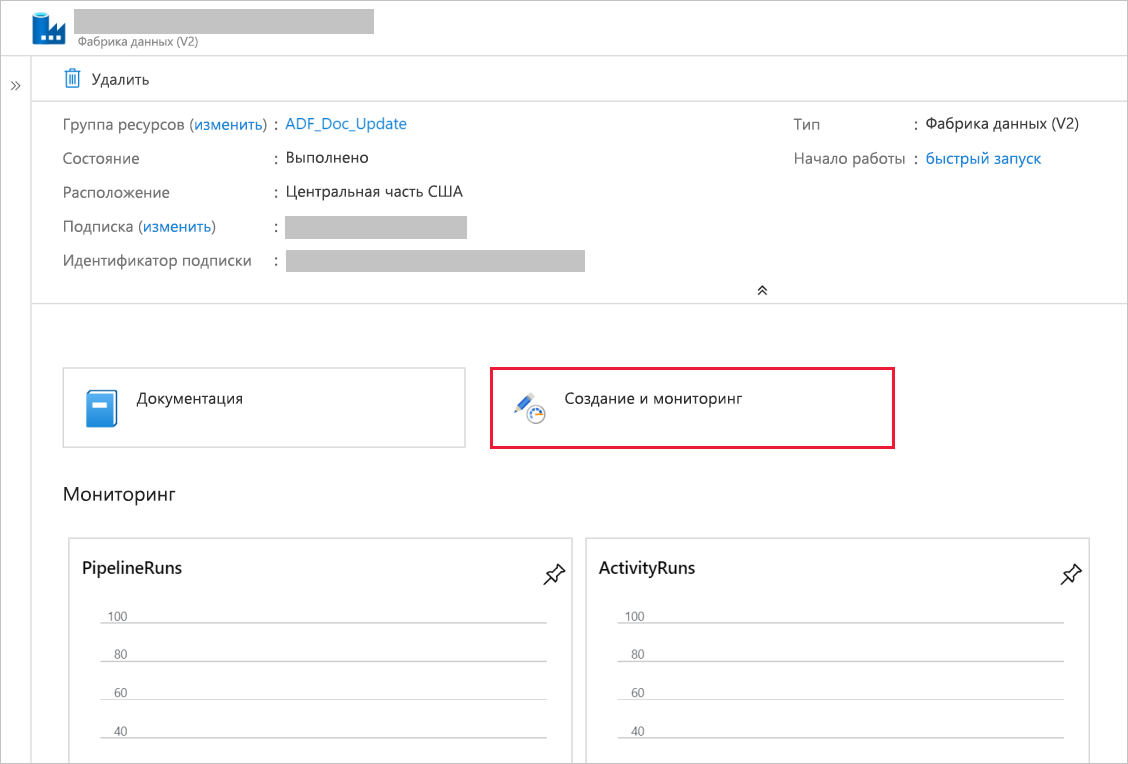 Фабрика данных (V2)
»
Удалить
Группа ресурсов (изменить) : ADF_Doc_Update
Тип : Фабрика данных (V2)
Состояние : Выполнено
Начало работы : быстрый запуск
Расположение : Центральная часть США
Подписка (изменить) :
Идентификатор подписки :
Документация
Создание и мониторинг
Мониторинг
PipelineRuns
100
80
60
40
ActivityRuns
100
80
60
40